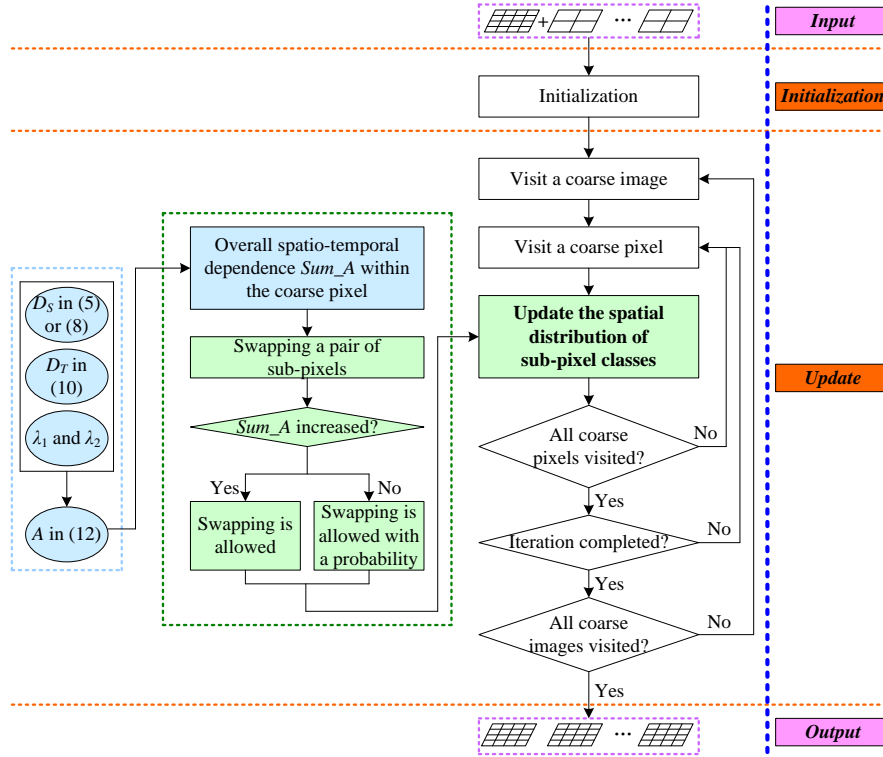 + ...
Input
Initialization
Initialization
Visit a coarse image
Visit a coarse pixel
Overall spatio-temporal
dependence Sum_A within
the coarse pixel
D_S in (5)
or (8)
D_T in
(10)
λ_1 and λ_2
A in (12)
Swapping a pair of
sub-pixels
Sum_A increased?
Yes
No
Swapping is
allowed
Swapping is
allowed with
a probability
Update the spatial
distribution of
sub-pixel classes
Update
All coarse
pixels visited?
No
Yes
Iteration completed?
No
Yes
All coarse
images visited?
No
Yes
...
Output